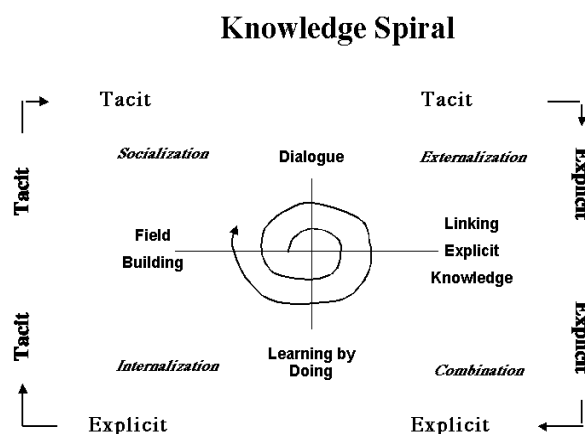 Knowledge Spiral
Tacit
Tacit
Tacit
Explicit
Socialization
Dialogue
Externalization
Field
Building
Linking
Explicit
Knowledge
Tacit
Explicit
Internalization
Learning by
Doing
Combination
Explicit
Explicit